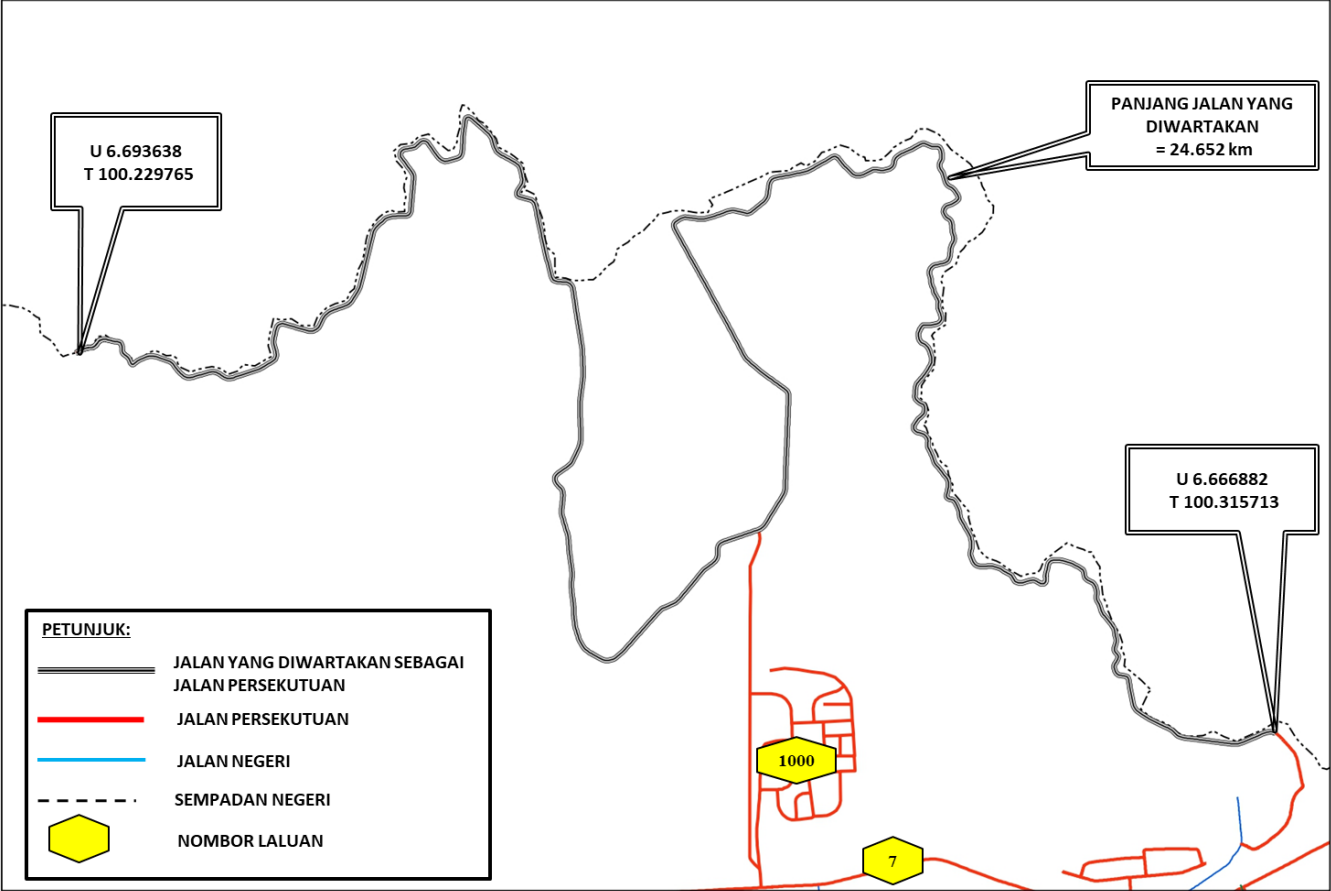 U 6.693638
T 100.229765
PANJANG JALAN YANG
DIWARTAKAN
= 24.652 km
U 6.666882
T 100.315713
PETUNJUK:
JALAN YANG DIWARTAKAN SEBAGAI
JALAN PERSEKUTUAN
JALAN PERSEKUTUAN
JALAN NEGERI
SEMPADAN NEGERI
NOMBOR LALUAN
1000
7